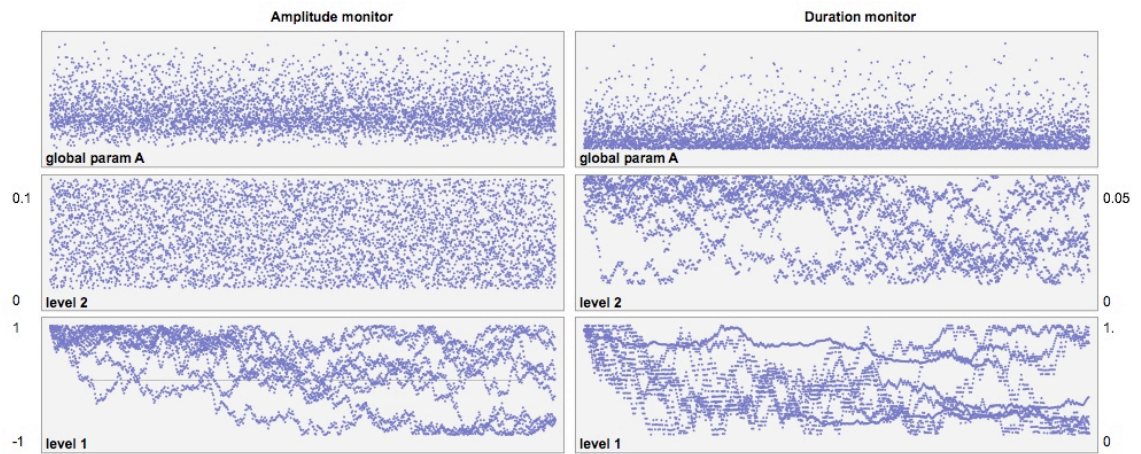 Amplitude monitor
Duration monitor
global param A
global param A
0.1
0.05
0
level 2
level 2
0
1
1.
-1
level 1
level 1
0